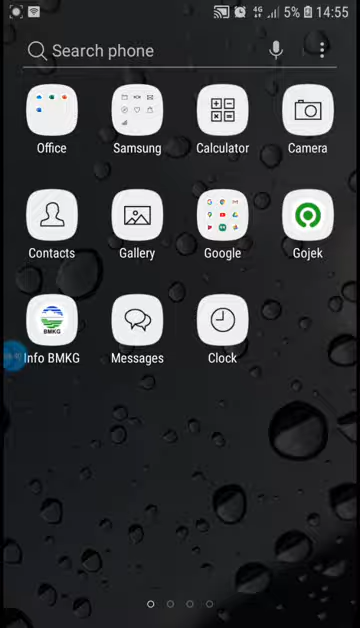 4G 5% 14:55
Search phone
Office Samsung Calculator Camera
Contacts Gallery Google Gojek
BMKG
Info BMKG Messages Clock